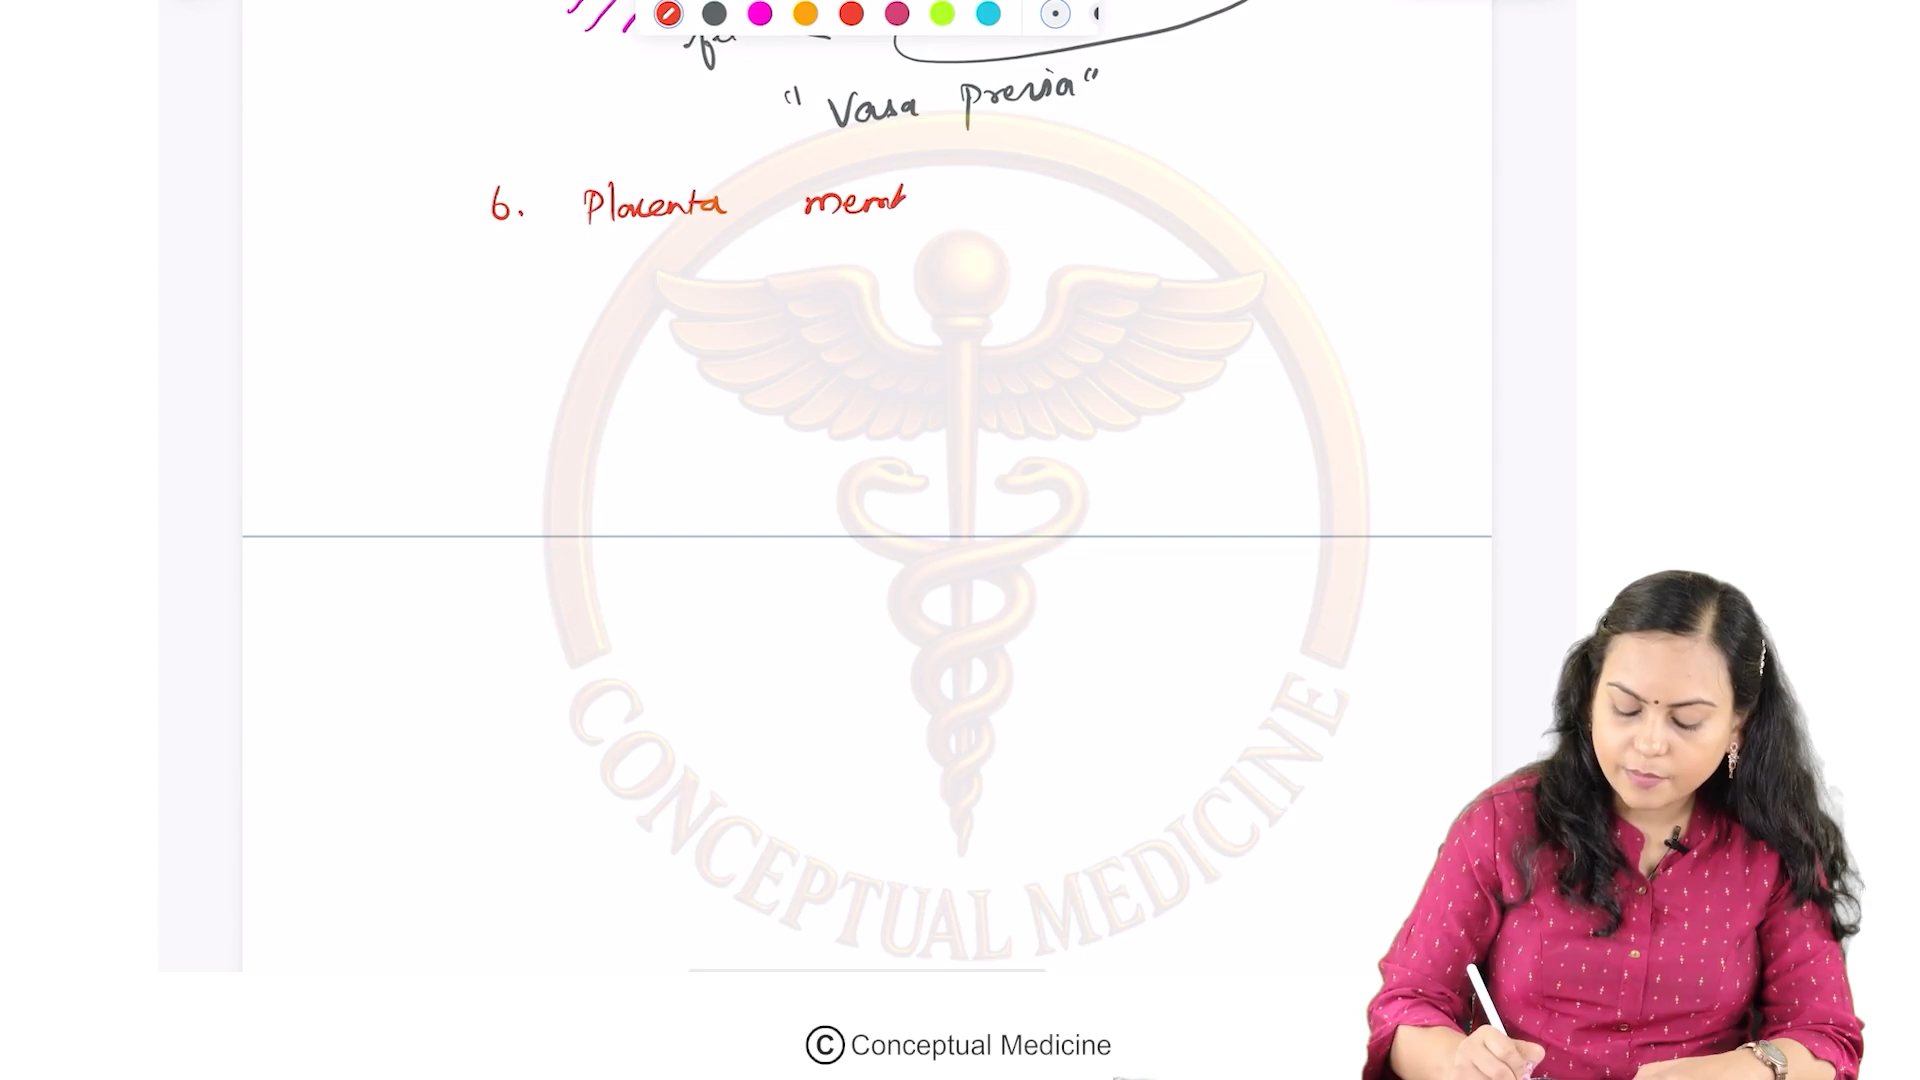 " Vasa previa "
6. Placenta memb
CONCEPTUAL MEDICINE
© Conceptual Medicine